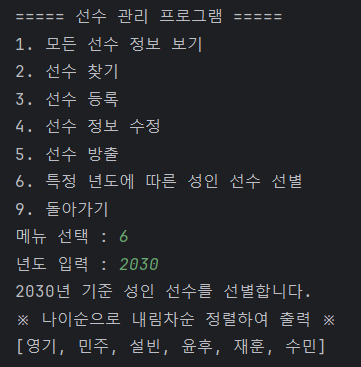 ===== 선수 관리 프로그램 =====
1. 모든 선수 정보 보기
2. 선수 찾기
3. 선수 등록
4. 선수 정보 수정
5. 선수 방출
6. 특정 년도에 따른 성인 선수 선별
9. 돌아가기
메뉴 선택 : 6
년도 입력 : 2030
2030년 기준 성인 선수를 선별합니다.
※ 나이순으로 내림차순 정렬하여 출력 ※
[영기, 민주, 설빈, 윤후, 재훈, 수민]